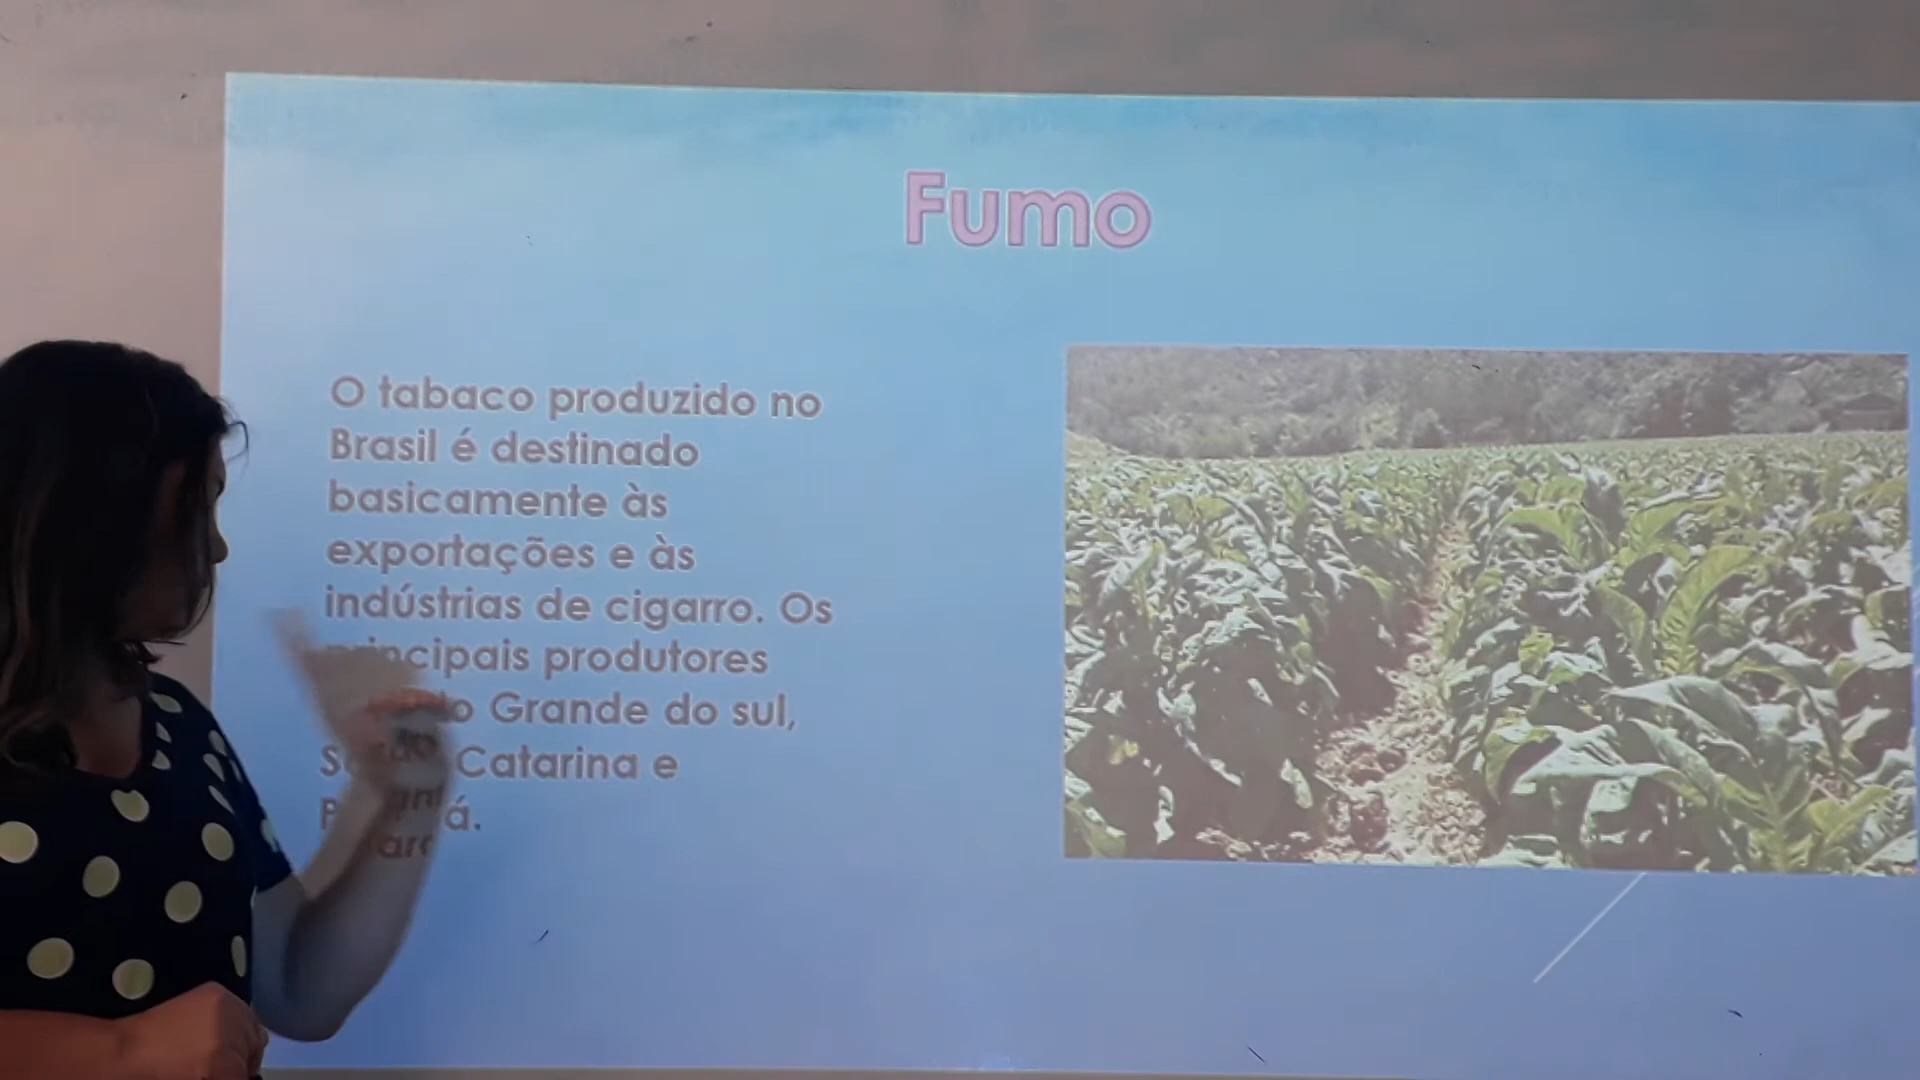 Fumo
O tabaco produzido no
Brasil é destinado
basicamente às
exportações e às
indústrias de cigarro. Os
principais produtores
Grande do sul,
Catarina e